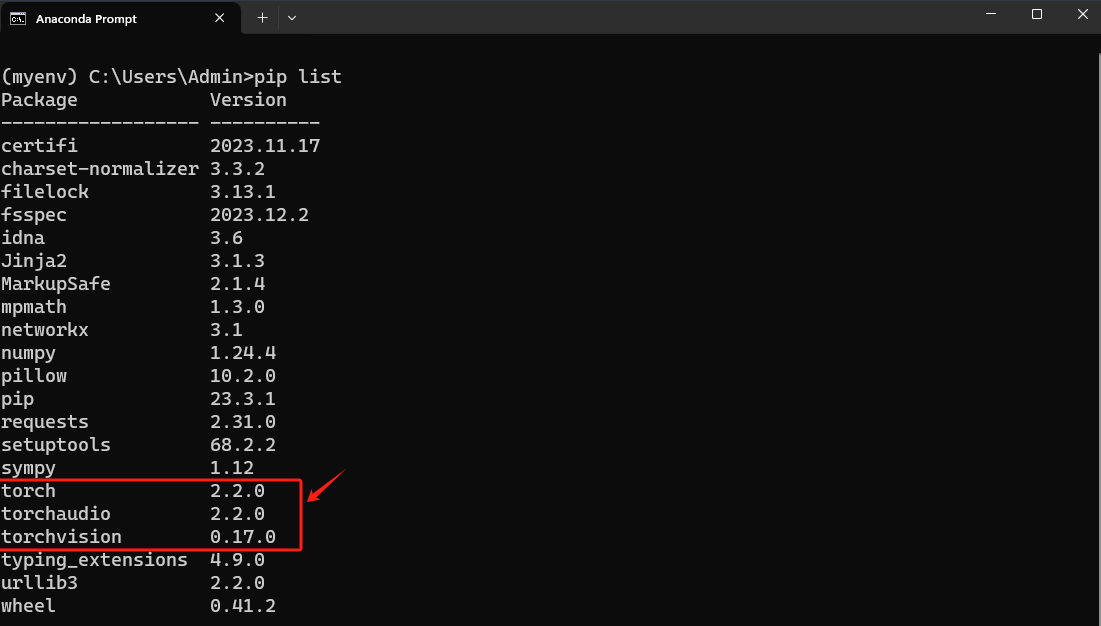 Anaconda Prompt
(myenv) C:\Users\Admin>pip list
Package Version
------------------ ----------
certifi 2023.11.17
charset-normalizer 3.3.2
filelock 3.13.1
fsspec 2023.12.2
idna 3.6
Jinja2 3.1.3
MarkupSafe 2.1.4
mpmath 1.3.0
networkx 3.1
numpy 1.24.4
pillow 10.2.0
pip 23.3.1
requests 2.31.0
setuptools 68.2.2
sympy 1.12
torch 2.2.0
torchaudio 2.2.0
torchvision 0.17.0
typing_extensions 4.9.0
urllib3 2.2.0
wheel 0.41.2